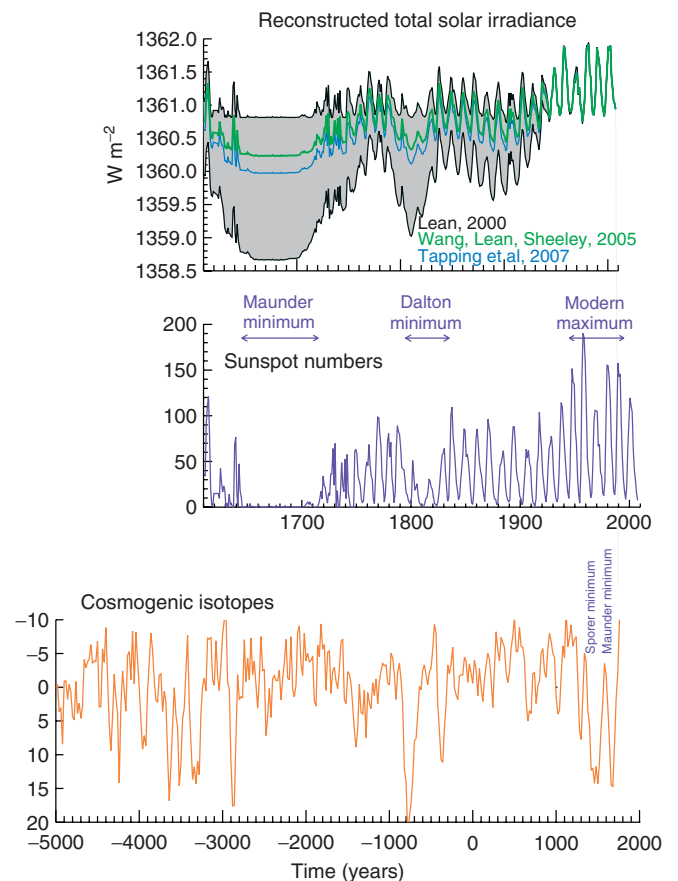 Reconstructed total solar irradiance
1362.0
1361.5
1361.0
1360.5
1360.0
1359.5
1359.0
1358.5
W m−2
Lean, 2000
Wang, Lean, Sheeley, 2005
Tapping et al, 2007
Maunder minimum
Dalton minimum
Modern maximum
Sunspot numbers
200
150
100
50
0
1700 1800 1900 2000
Cosmogenic isotopes
Sporer minimum
Maunder minimum
−10
−5
0
5
10
15
20
−5000 −4000 −3000 −2000 −1000 0 1000 2000
Time (years)